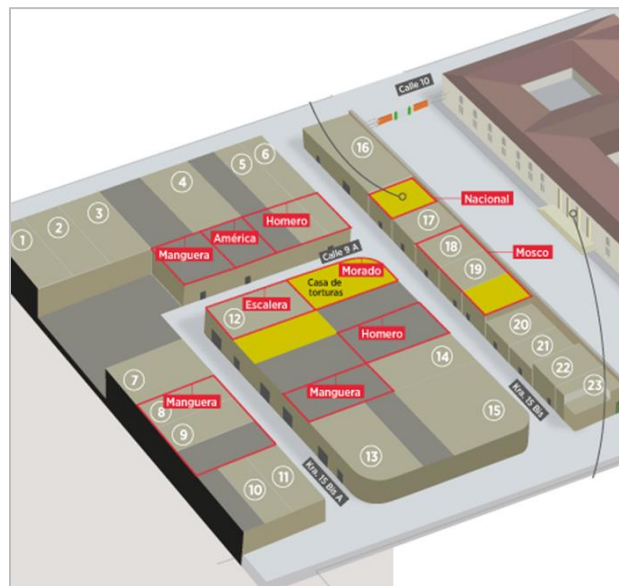 Calle 10
16
6
5
4
Nacional
3
Homero
17
2
América
18
Mosco
1
Manguera
Calle 9 A
19
Morado
Casa de
torturas
Escalera
12
20
Homero
21
14
22
7
23
Manguera
8
Manguera
Kra. 15 Bis
15
9
13
11
10
Kra. 15 Bis A